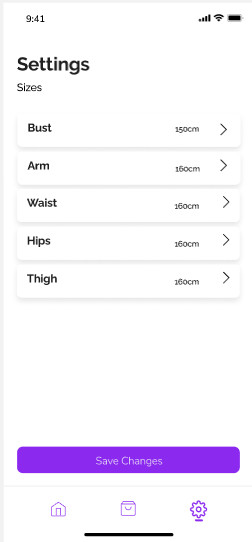 9:41
Settings
Sizes
Bust 150cm
Arm 160cm
Waist 160cm
Hips 160cm
Thigh 160cm
Save Changes